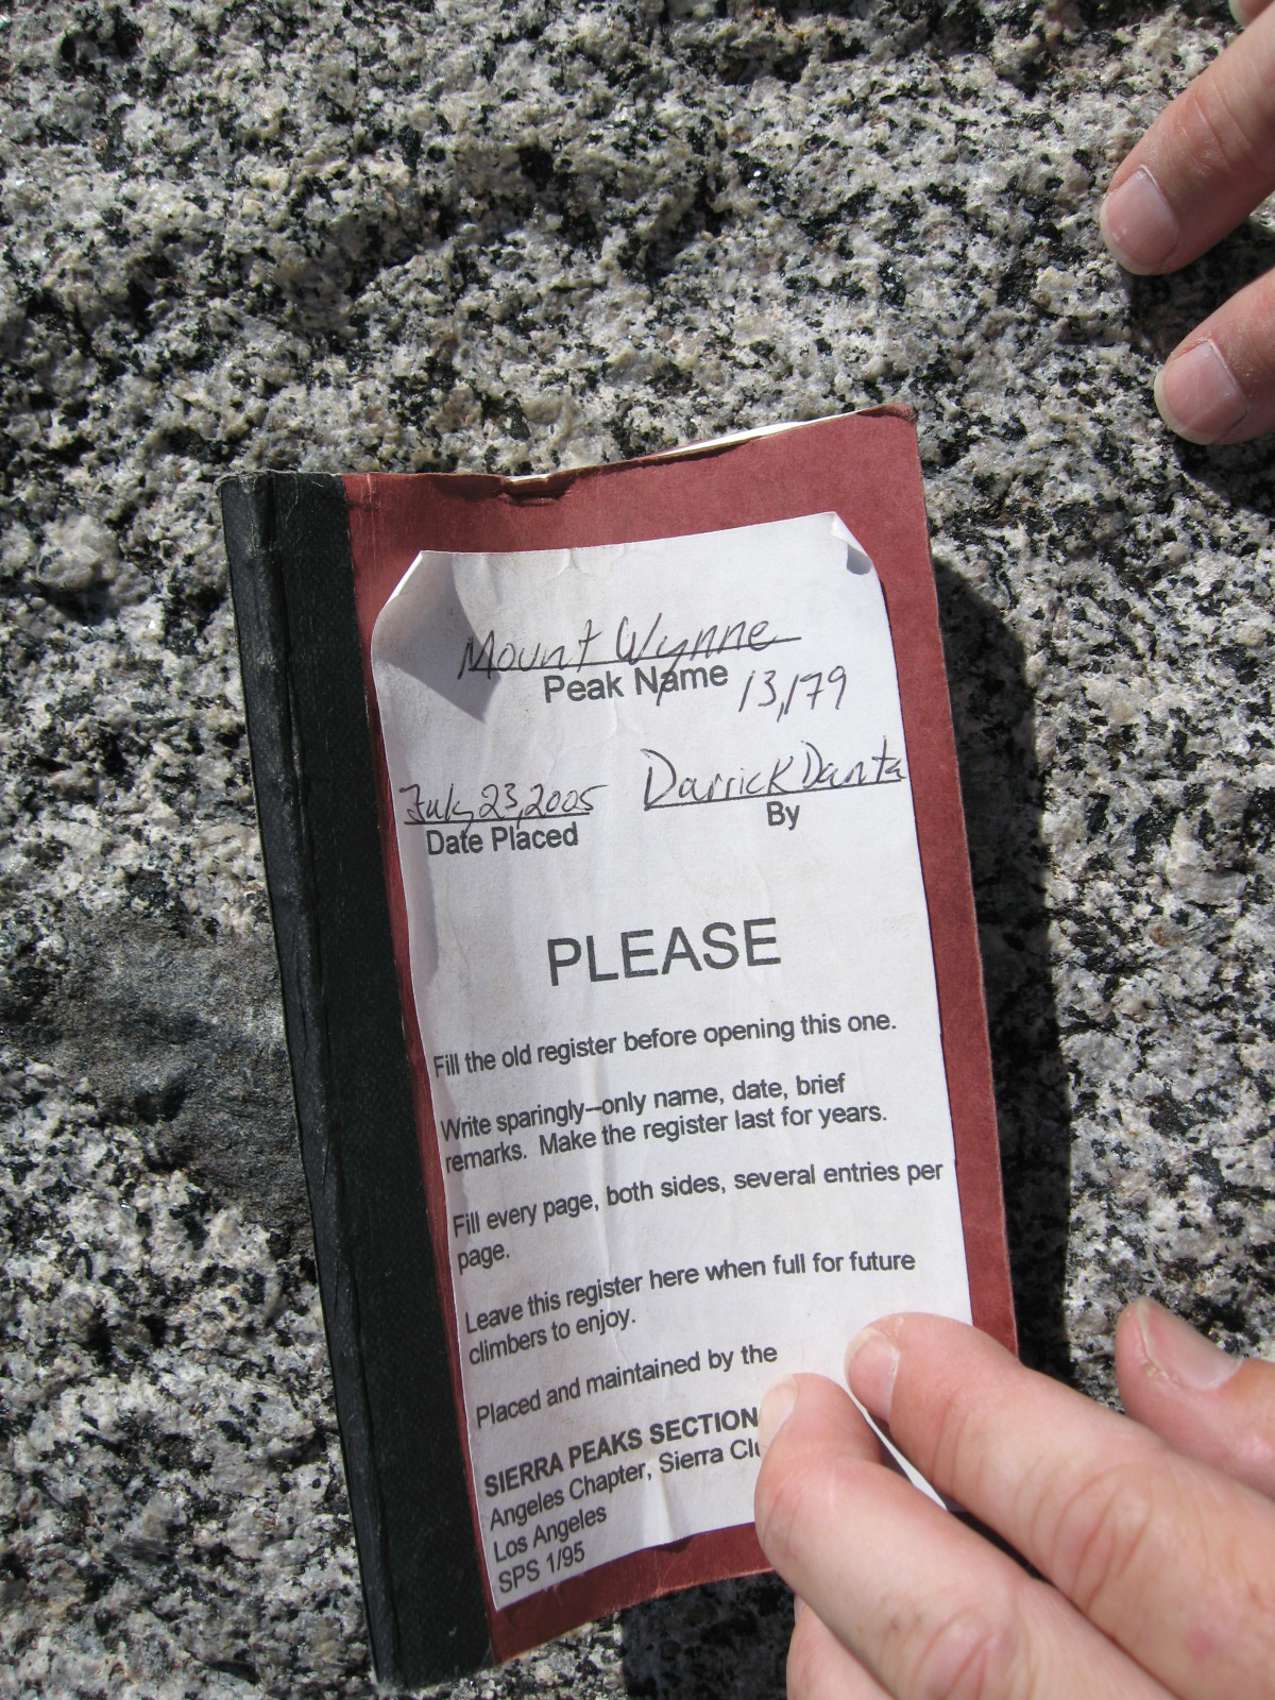 Mount Wynne
Peak Name 13,179
July 23, 2005 Darrick Danta
Date Placed By
PLEASE
Fill the old register before opening this one.
Write sparingly–only name, date, brief
remarks. Make the register last for years.
Fill every page, both sides, several entries per
page.
Leave this register here when full for future
climbers to enjoy.
Placed and maintained by the
SIERRA PEAKS SECTION
Angeles Chapter, Sierra Clu
Los Angeles
SPS 1/95